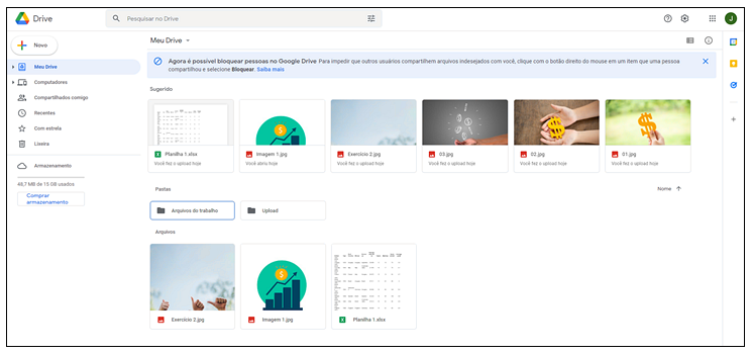 Drive
Pesquisar no Drive
J
Novo
Meu Drive
Computadores
Compartilhados comigo
Recentes
Com estrela
Lixeira
Armazenamento
48,7 MB de 15 GB usados
Comprar
armazenamento
Meu Drive
Agora é possível bloquear pessoas no Google Drive Para impedir que outros usuários compartilhem arquivos indesejados com você, clique com o botão direito do mouse em um item que uma pessoa
compartilhou e selecione Bloquear. Saiba mais
Sugerido
Planilha 1.xlsx
Você fez o upload hoje
Imagem 1.jpg
Você abriu hoje
Exercício 2.jpg
Você fez o upload hoje
03.jpg
Você fez o upload hoje
02.jpg
Você fez o upload hoje
01.jpg
Você fez o upload hoje
Pastas
Nome
Arquivos do trabalho
Upload
Arquivos
Exercício 2.jpg
Imagem 1.jpg
Planilha 1.xlsx